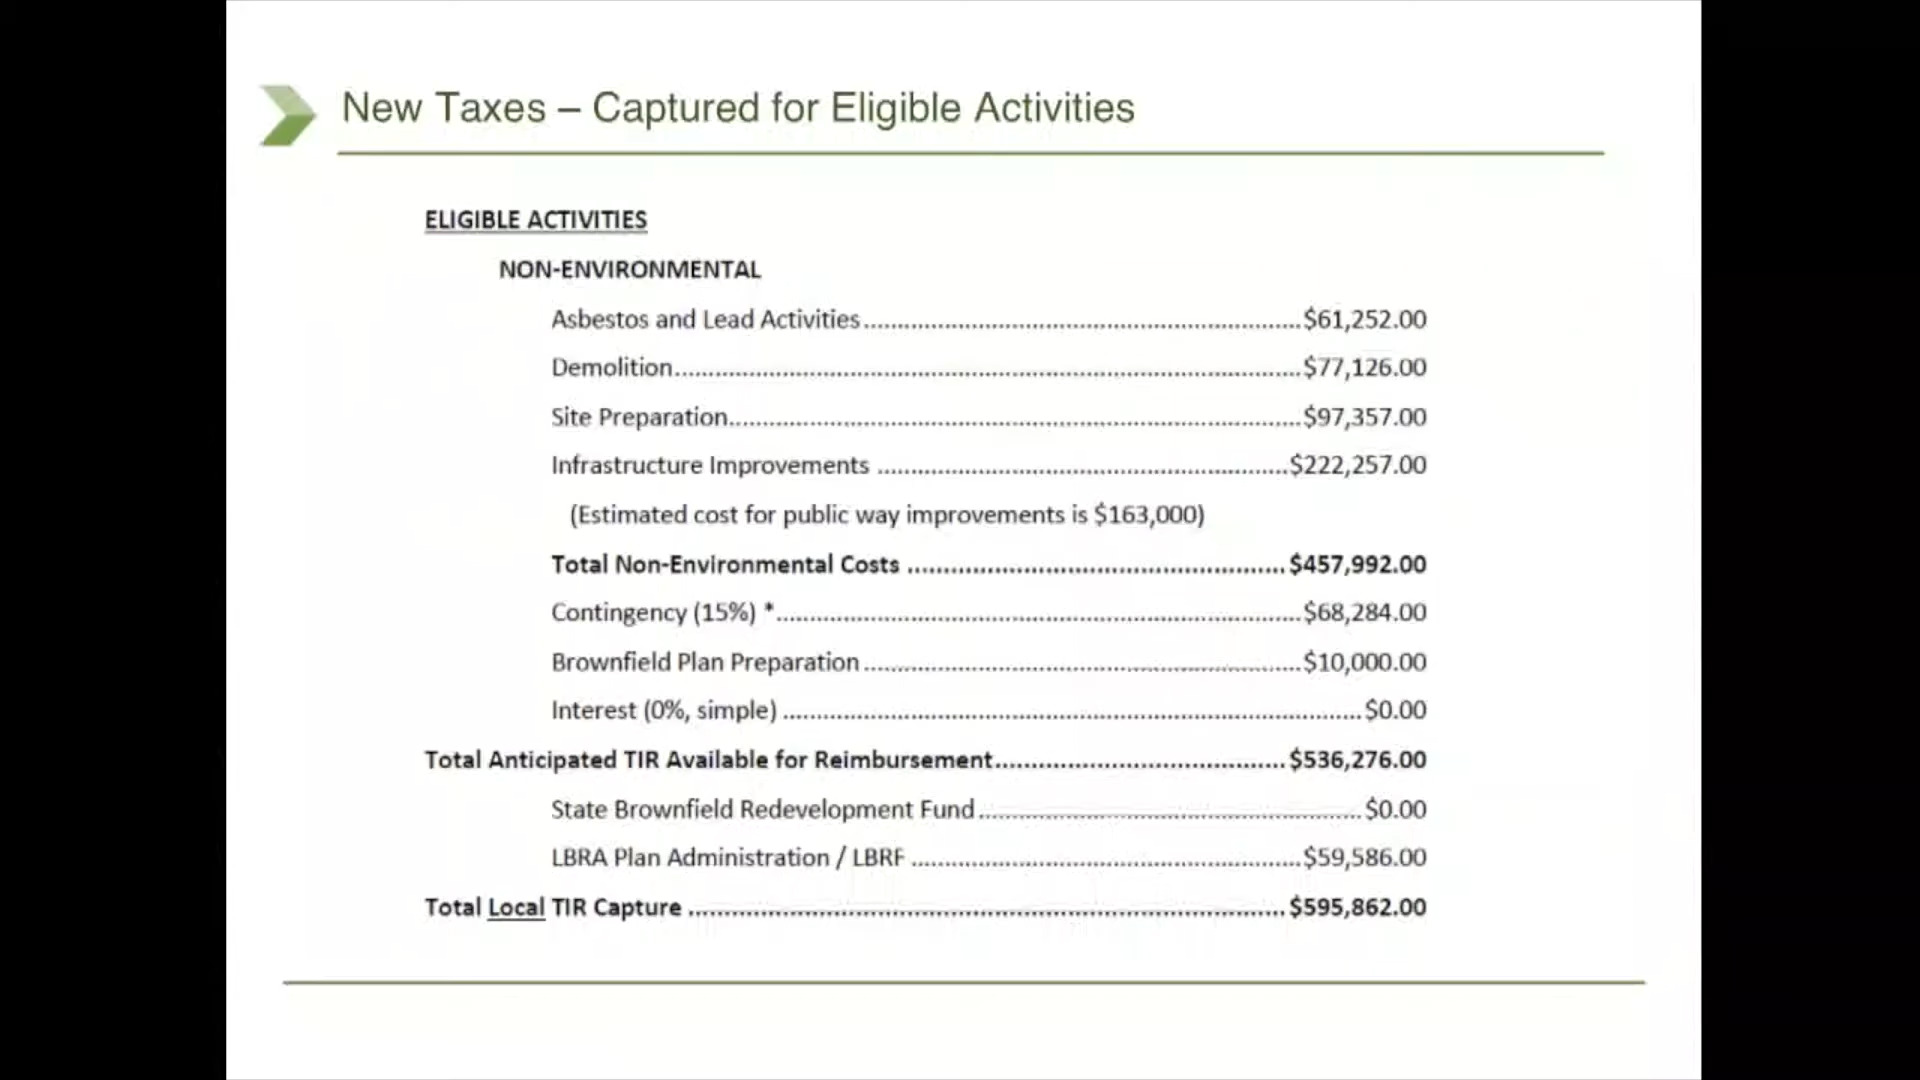 New Taxes – Captured for Eligible Activities
ELIGIBLE ACTIVITIES
NON-ENVIRONMENTAL
Asbestos and Lead Activities $61,252.00
Demolition $77,126.00
Site Preparation $97,357.00
Infrastructure Improvements $222,257.00
(Estimated cost for public way improvements is $163,000)
Total Non-Environmental Costs $457,992.00
Contingency (15%) * $68,284.00
Brownfield Plan Preparation $10,000.00
Interest (0%, simple) $0.00
Total Anticipated TIR Available for Reimbursement $536,276.00
State Brownfield Redevelopment Fund $0.00
LBRA Plan Administration / LBRF $59,586.00
Total Local TIR Capture $595,862.00